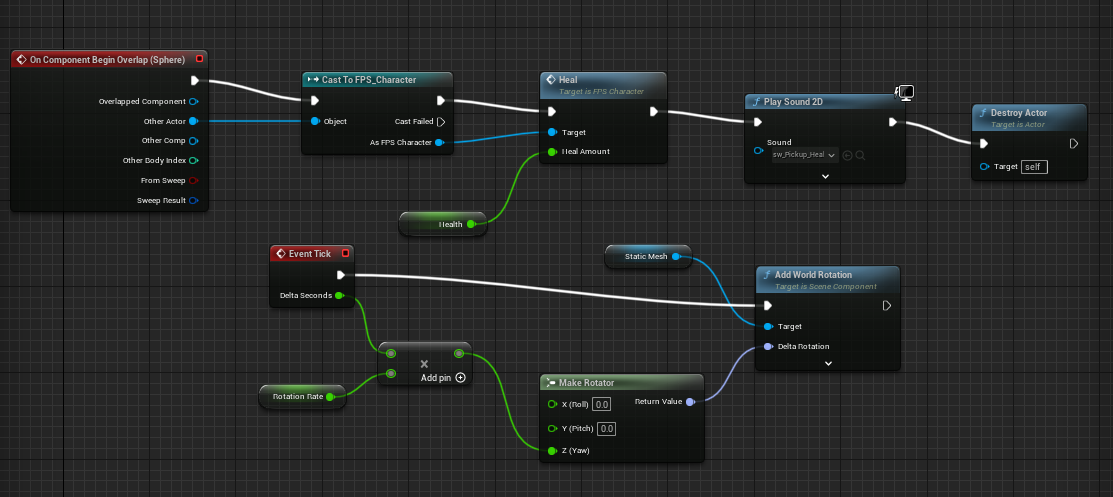 On Component Begin Overlap (Sphere)
Overlapped Component
Other Actor
Other Comp
Other Body Index
From Sweep
Sweep Result
Cast To FPS_Character
Object
Cast Failed
As FPS Character
Heal
Target is FPS Character
Target
Heal Amount
Health
Play Sound 2D
Sound
sw_Pickup_Heal
Destroy Actor
Target is Actor
Target
self
Event Tick
Delta Seconds
Rotation Rate
Add pin
Make Rotator
X (Roll)
0.0
Return Value
Y (Pitch)
0.0
Z (Yaw)
Static Mesh
Add World Rotation
Target is Scene Component
Target
Delta Rotation